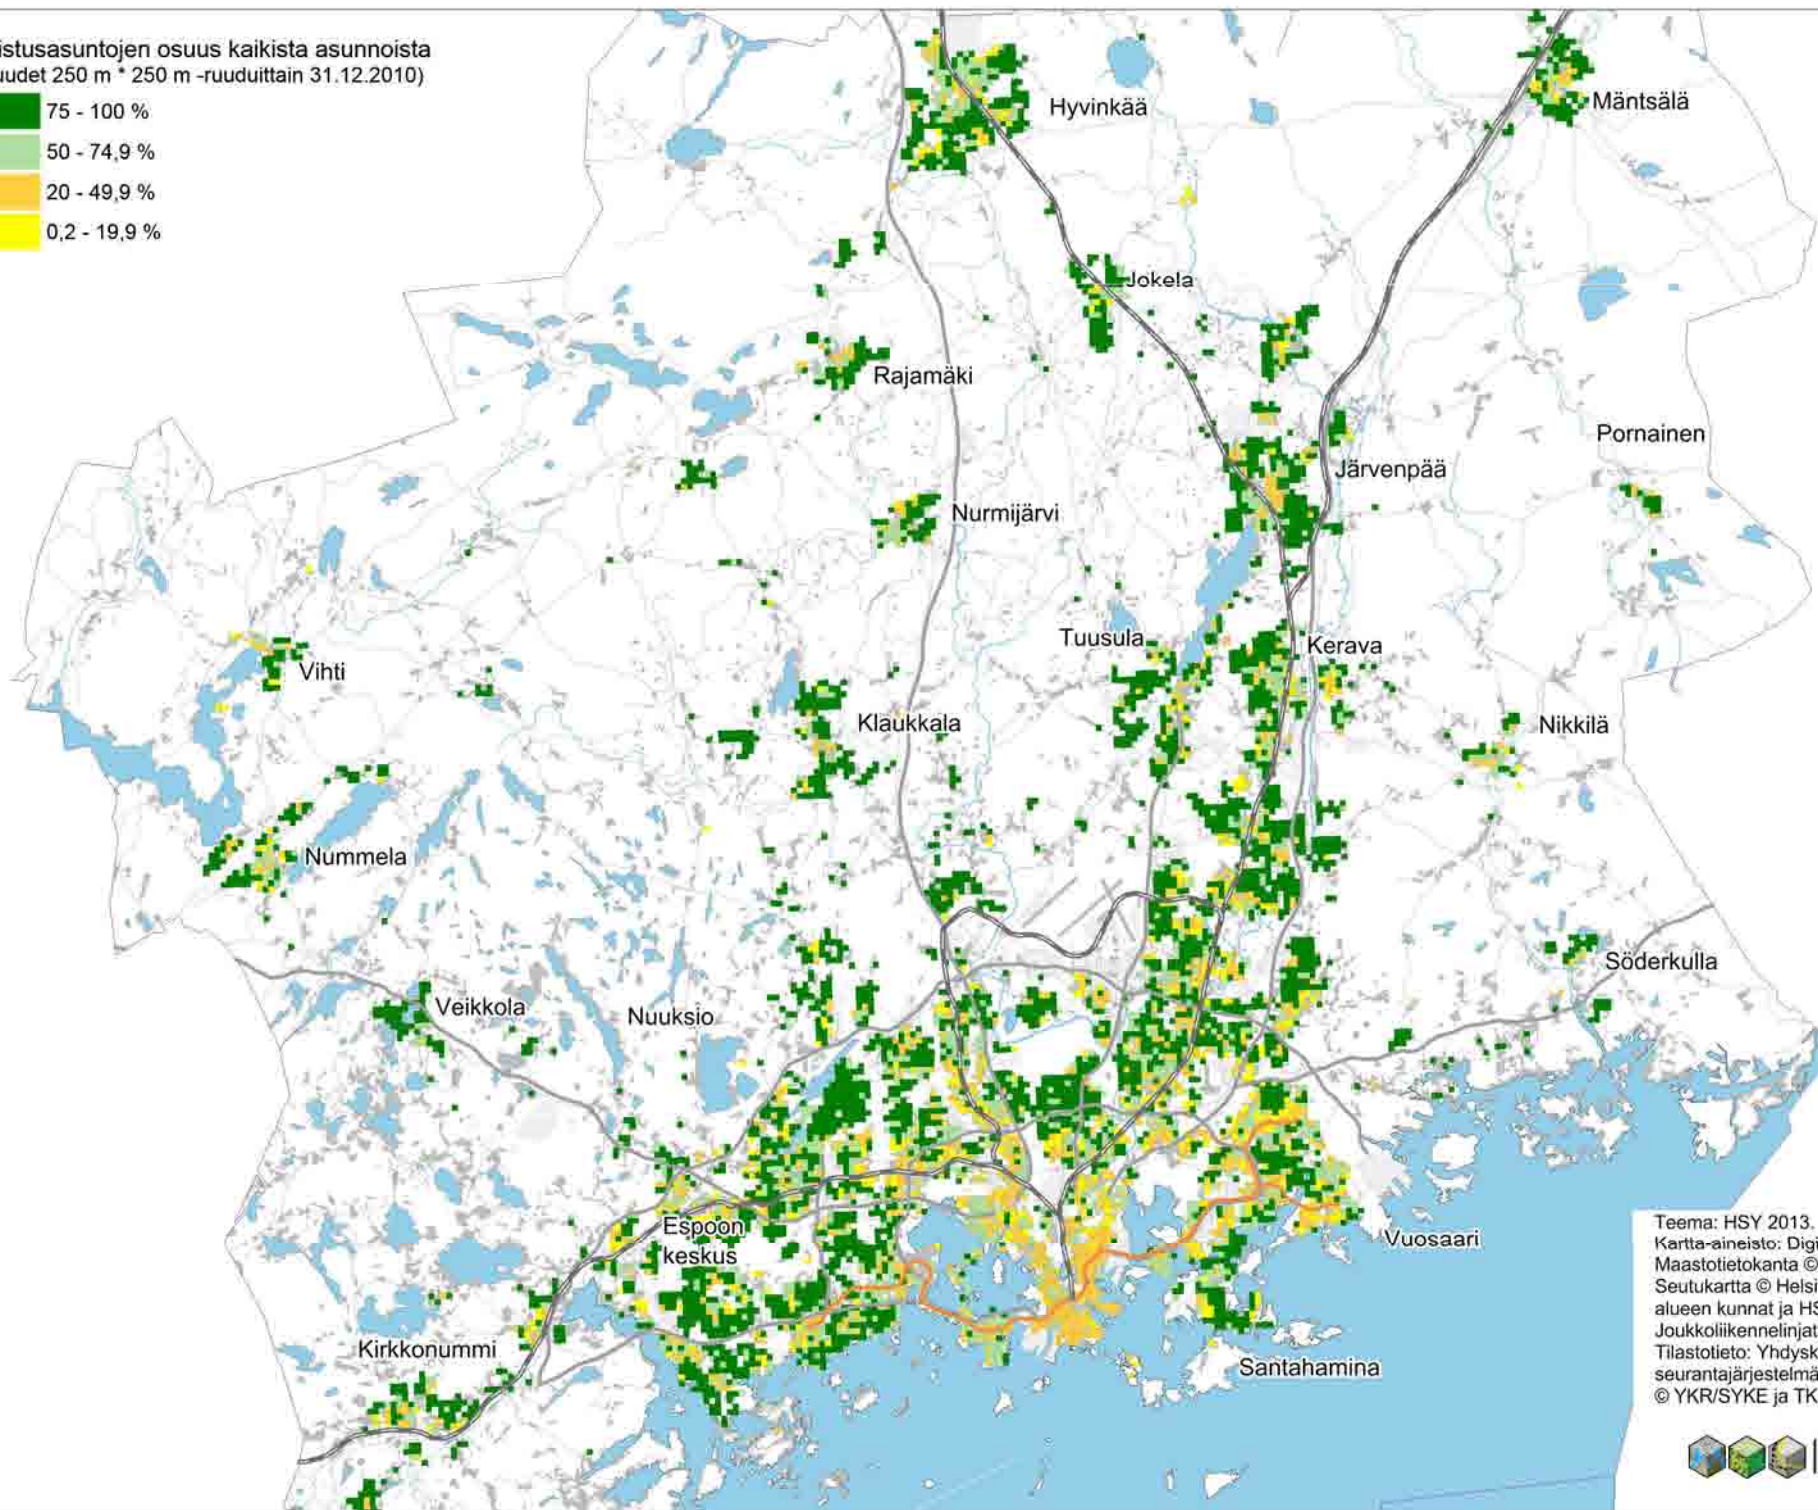 istusasuntojen osuus kaikista asunnoista
uudet 250 m * 250 m -ruuduittain 31.12.2010)
75 - 100 %
50 - 74,9 %
20 - 49,9 %
0,2 - 19,9 %
Hyvinkää
Mäntsälä
Jokela
Rajamäki
Pornainen
Järvenpää
Nurmijärvi
Tuusula
Kerava
Vihti
Klaukkala
Nikkilä
Nummela
Söderkulla
Veikkola
Nuuksio
Espoon
keskus
Vuosaari
Kirkkonummi
Santahamina
Teema: HSY 2013.
Kartta-aineisto: Digi
Maastotietokanta ©
Seutukartta © Helsi
alueen kunnat ja HS
Joukkoliikennelinjat
Tilastotieto: Yhdysk
seurantajärjestelmä
© YKR/SYKE ja TK